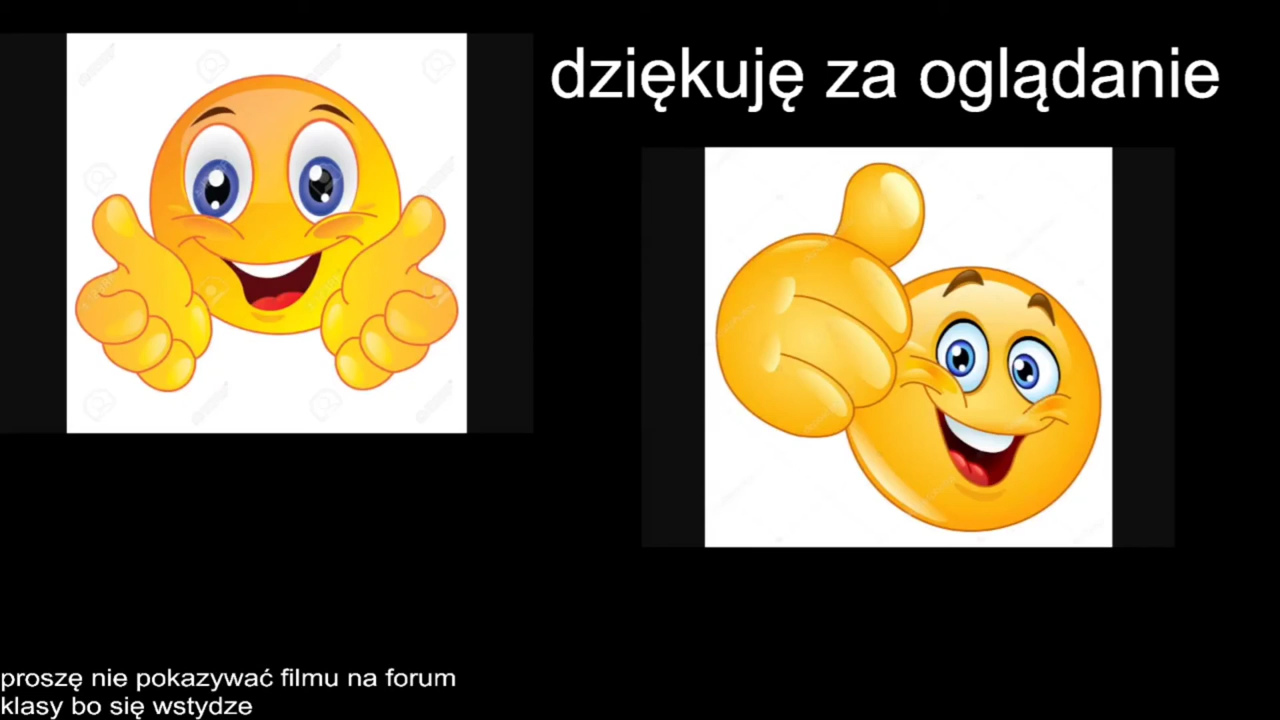 dziękuję za oglądanie
proszę nie pokazywać filmu na forum
klasy bo się wstydze